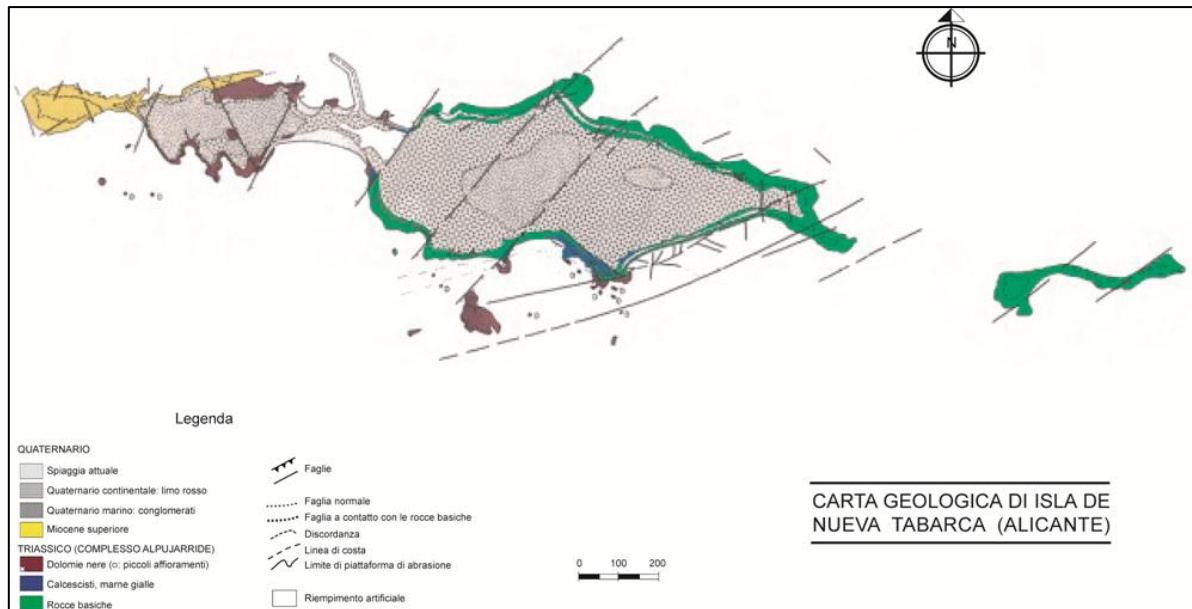 N
Legenda
QUATERNARIO
Spiaggia attuale
Quaternario continentale: limo rosso
Quaternario marino: conglomerati
Miocene superiore
TRIASSICO (COMPLESSO ALPUJARRIDE)
Dolomie nere (o: piccoli affioramenti)
Calcescisti, marne gialle
Rocce basiche
Faglie
Faglia normale
Faglia a contatto con le rocce basiche
Discordanza
Linea di costa
Limite di piattaforma di abrasione
Riempimento artificiale
0 100 200
CARTA GEOLOGICA DI ISLA DE
NUEVA TABARCA (ALICANTE)